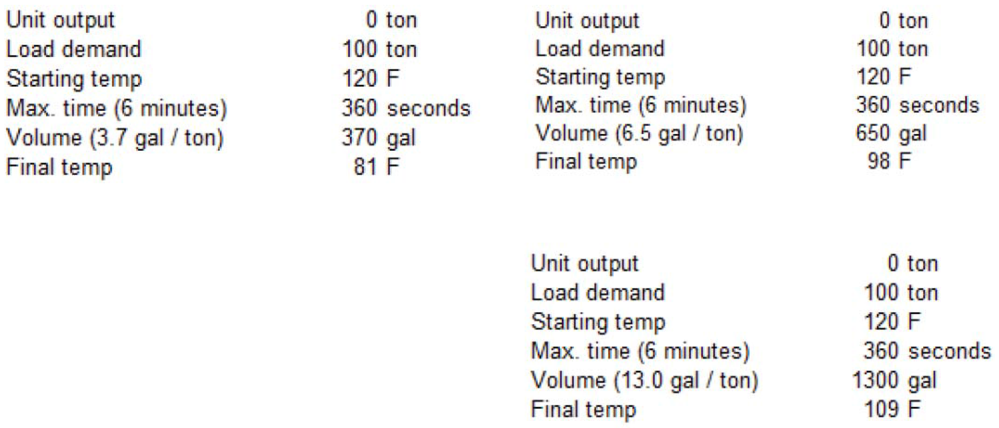 Unit output 0 ton
Load demand 100 ton
Starting temp 120 F
Max. time (6 minutes) 360 seconds
Volume (3.7 gal / ton) 370 gal
Final temp 81 F
Unit output 0 ton
Load demand 100 ton
Starting temp 120 F
Max. time (6 minutes) 360 seconds
Volume (6.5 gal / ton) 650 gal
Final temp 98 F
Unit output 0 ton
Load demand 100 ton
Starting temp 120 F
Max. time (6 minutes) 360 seconds
Volume (13.0 gal / ton) 1300 gal
Final temp 109 F